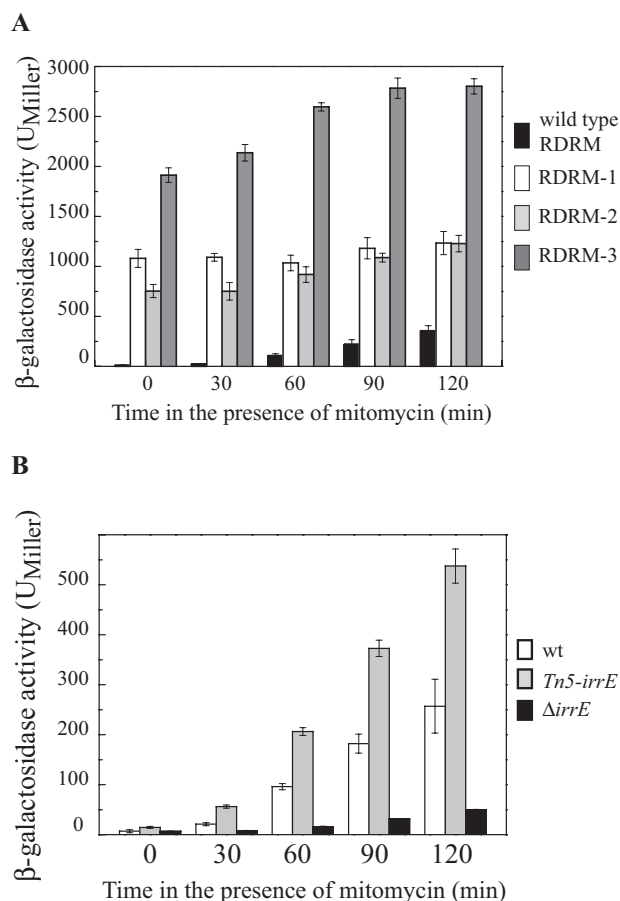 A
β-galactosidase activity (UMiller)
3000
2500
2000
1500
1000
500
0
0 30 60 90 120
Time in the presence of mitomycin (min)
wild type
RDRM
RDRM-1
RDRM-2
RDRM-3
B
β-galactosidase activity (UMiller)
500
400
300
200
100
0
0 30 60 90 120
Time in the presence of mitomycin (min)
wt
Tn5-irrE
ΔirrE